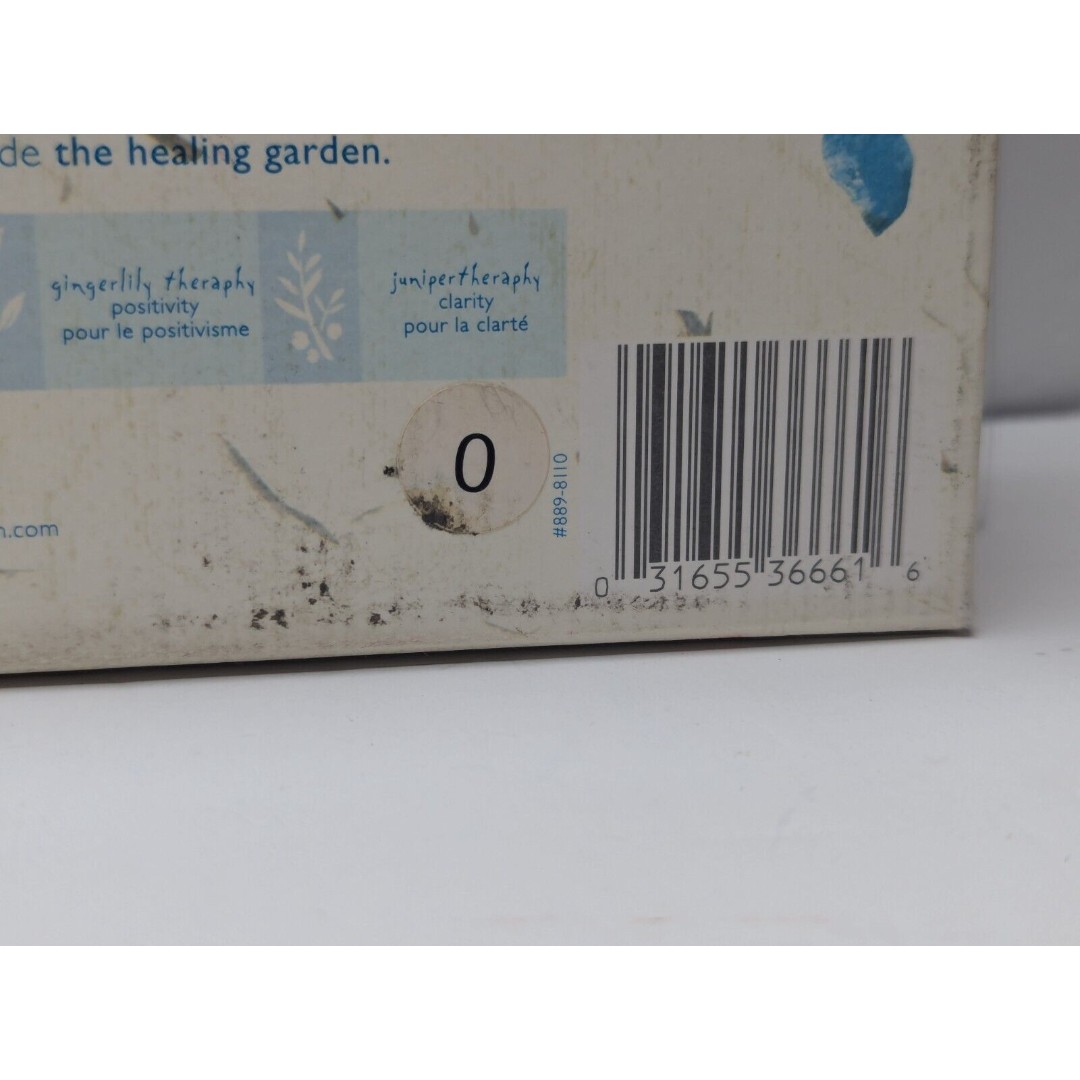 de the healing garden.
gingerlily theraphy
positivity
pour le positivisme
junipertheraphy
clarity
pour la clarté
0
#889-8110
.com
0 31655 36661 6